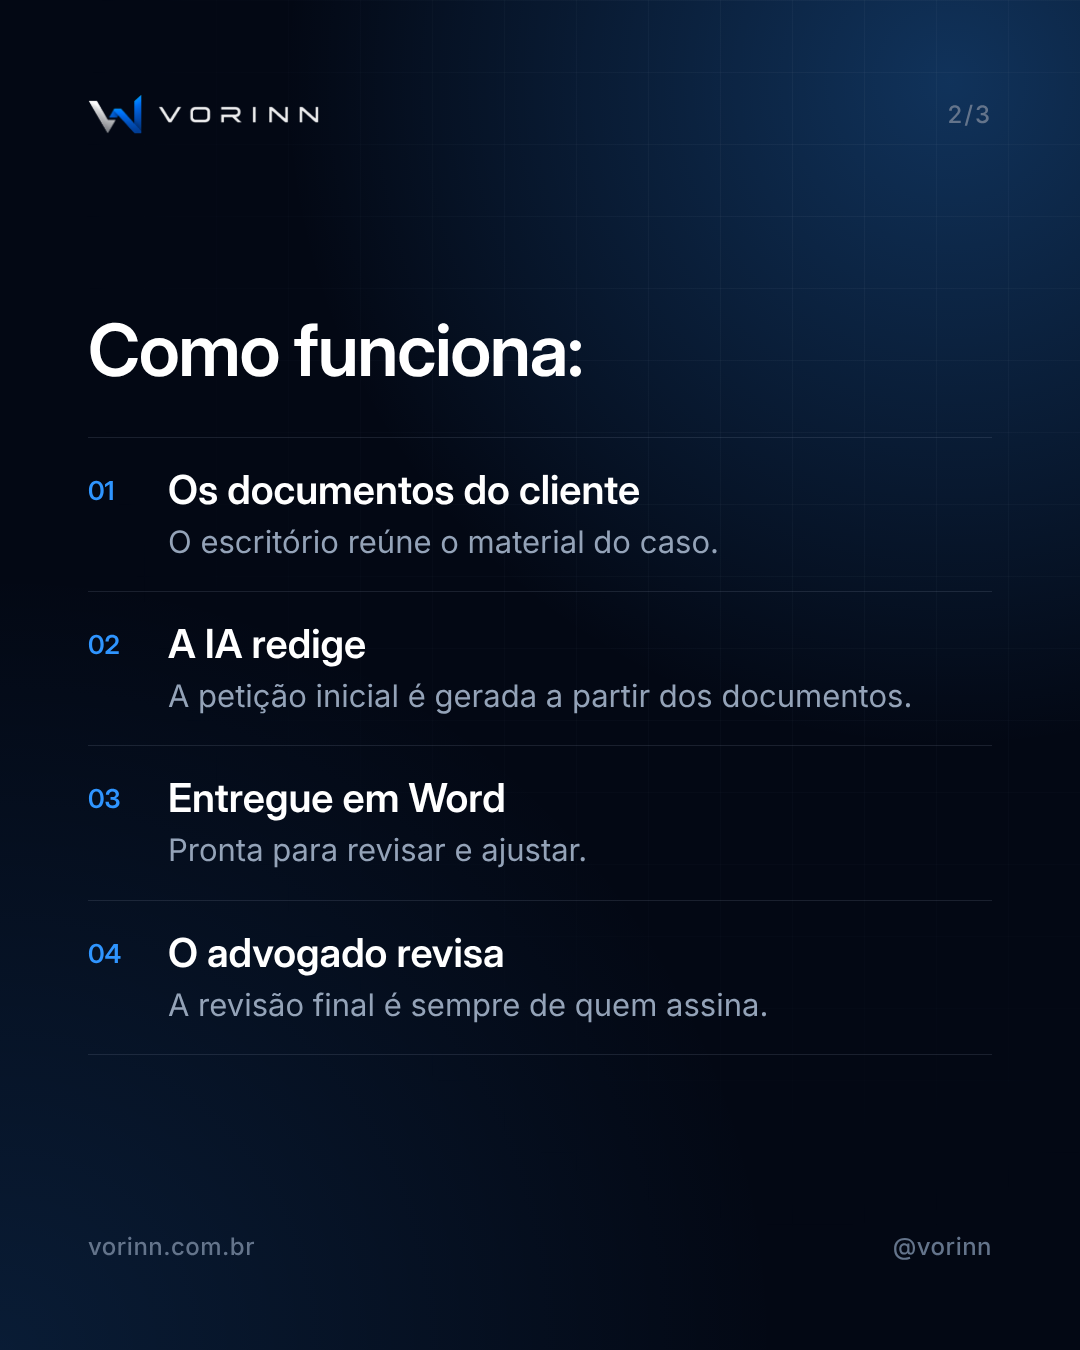 VORINN
2/3
Como funciona:
01
Os documentos do cliente
O escritório reúne o material do caso.
02
A IA redige
A petição inicial é gerada a partir dos documentos.
03
Entregue em Word
Pronta para revisar e ajustar.
04
O advogado revisa
A revisão final é sempre de quem assina.
vorinn.com.br
@vorinn